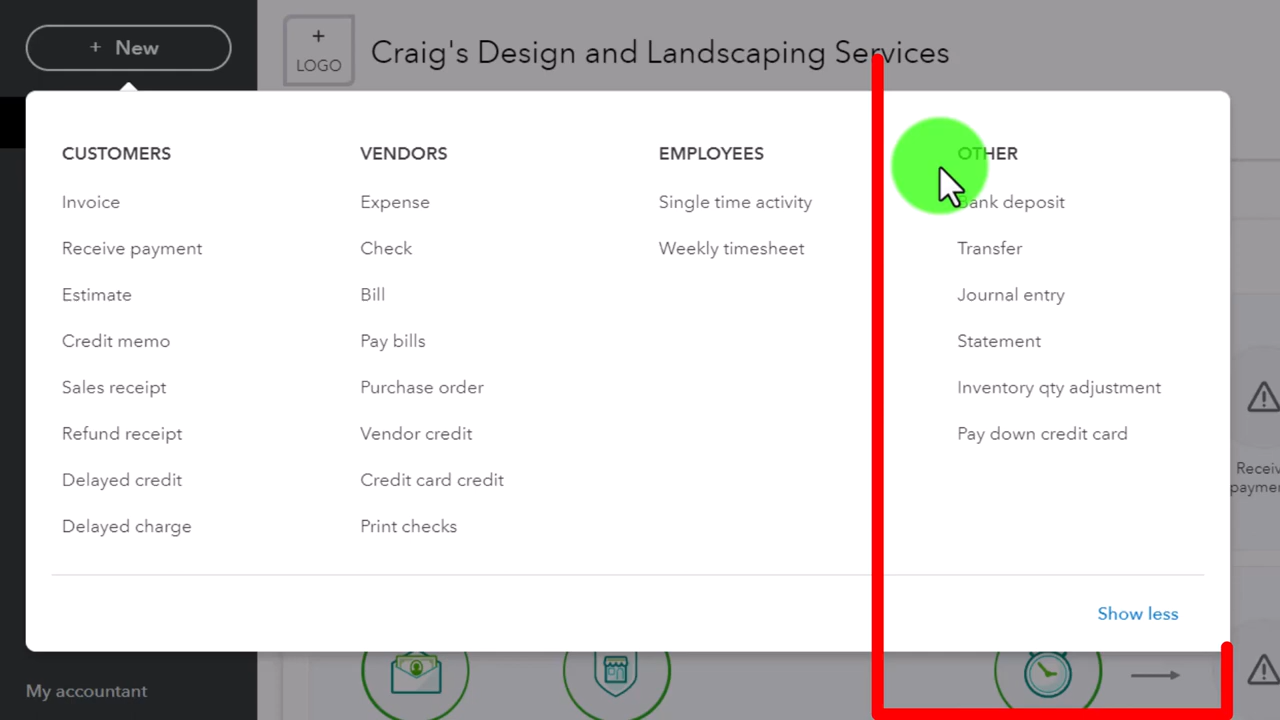 + New
+
LOGO
Craig's Design and Landscaping Services
CUSTOMERS
Invoice
Receive payment
Estimate
Credit memo
Sales receipt
Refund receipt
Delayed credit
Delayed charge
VENDORS
Expense
Check
Bill
Pay bills
Purchase order
Vendor credit
Credit card credit
Print checks
EMPLOYEES
Single time activity
Weekly timesheet
OTHER
Bank deposit
Transfer
Journal entry
Statement
Inventory qty adjustment
Pay down credit card
Show less
My accountant